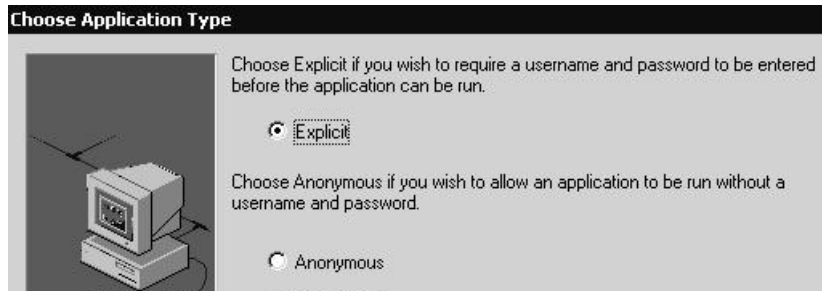 Choose Application Type
Choose Explicit if you wish to require a username and password to be entered
before the application can be run.
Explicit
Choose Anonymous if you wish to allow an application to be run without a
username and password.
Anonymous